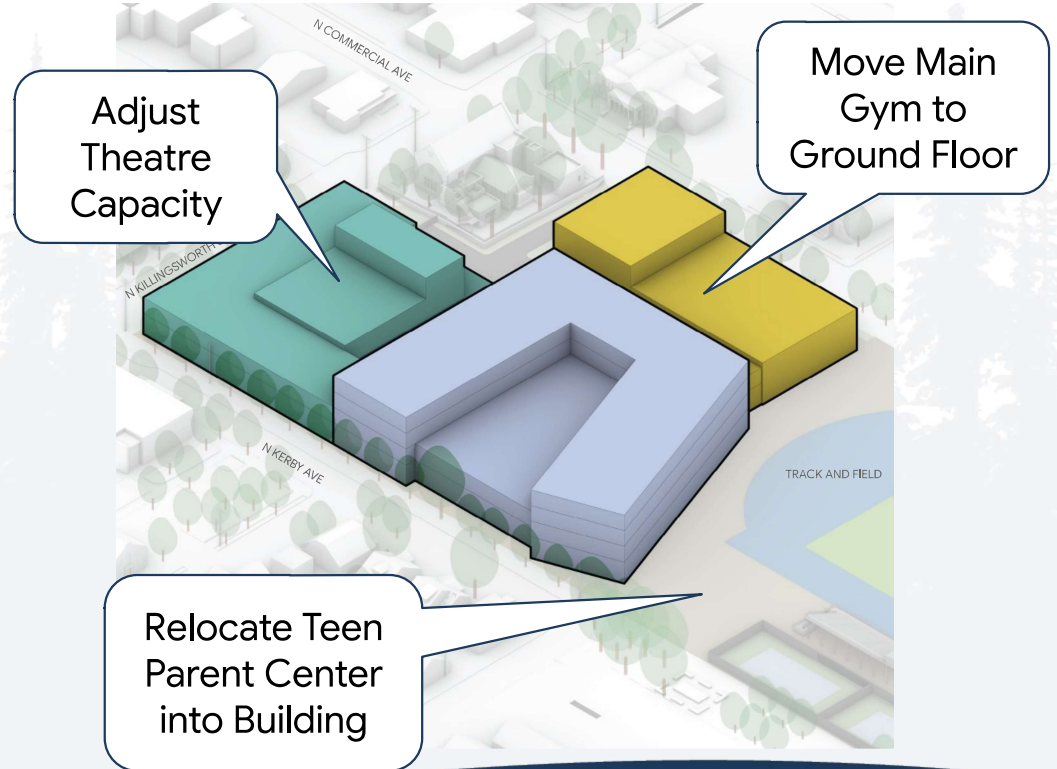 N COMMERCIAL AVE
Adjust
Theatre
Capacity
Move Main
Gym to
Ground Floor
N KILLINGSWORTH
N KERBY AVE
TRACK AND FIELD
Relocate Teen
Parent Center
into Building